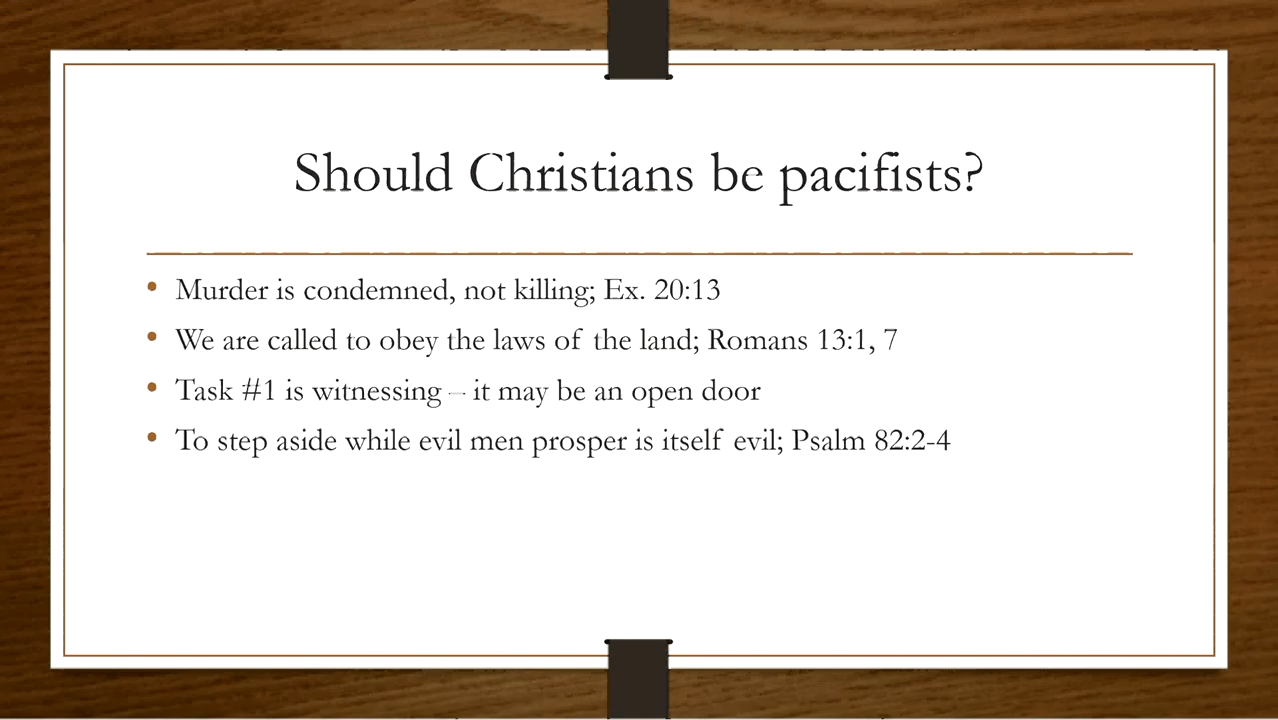 Should Christians be pacifists?
• Murder is condemned, not killing; Ex. 20:13
• We are called to obey the laws of the land; Romans 13:1, 7
• Task #1 is witnessing – it may be an open door
• To step aside while evil men prosper is itself evil; Psalm 82:2-4